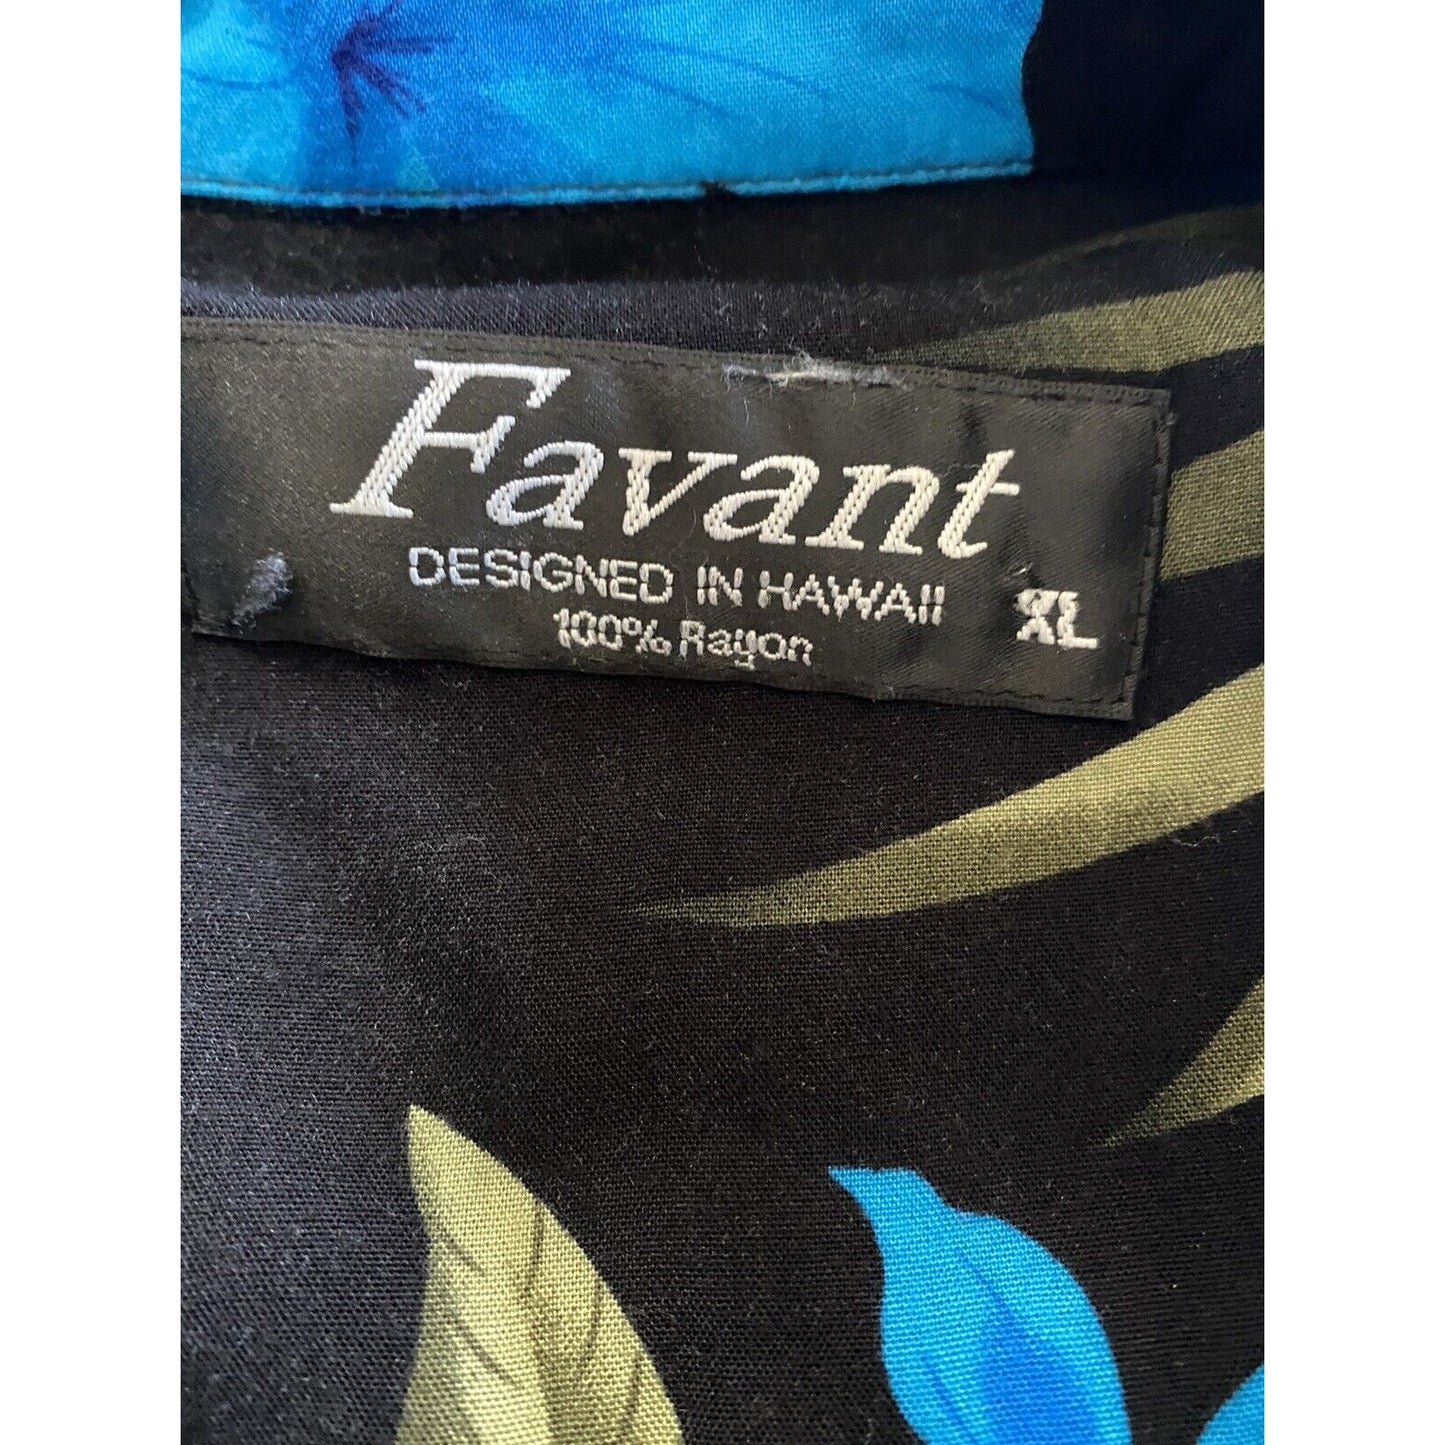 Favant
DESIGNED IN HAWAII
100% Rayon
XL